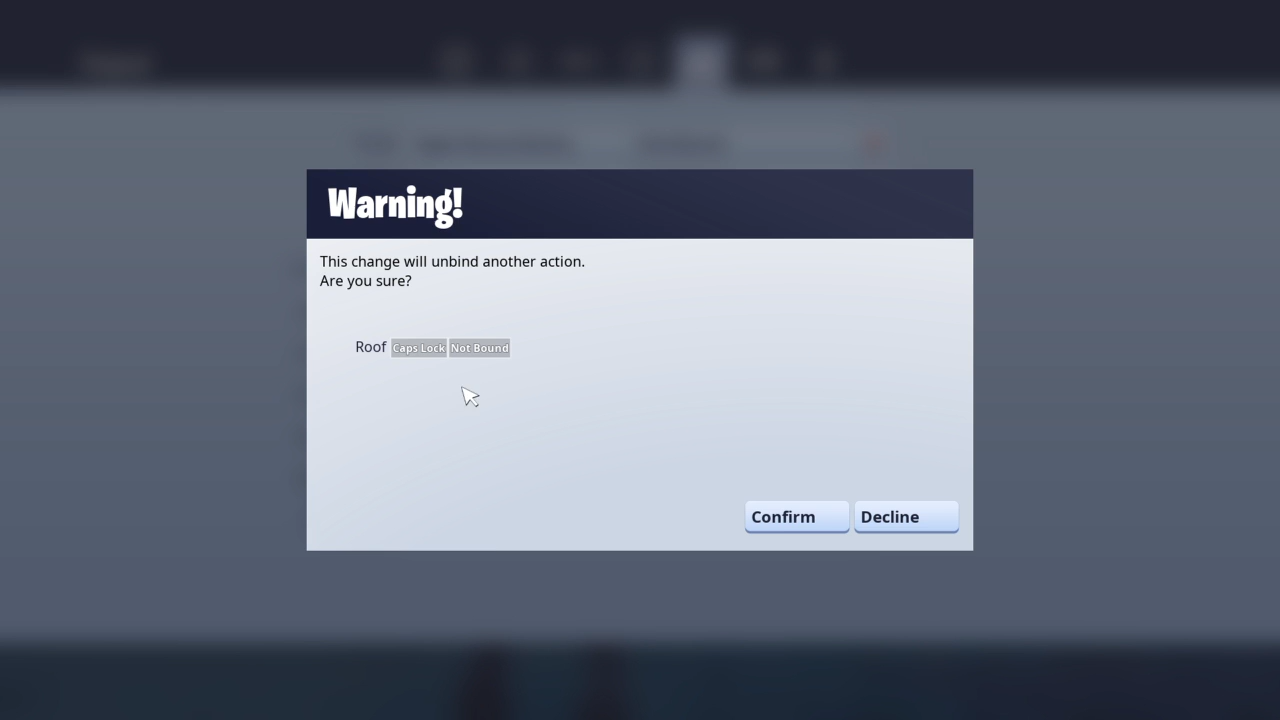 Warning!
This change will unbind another action.
Are you sure?
Roof Caps Lock Not Bound
Confirm Decline